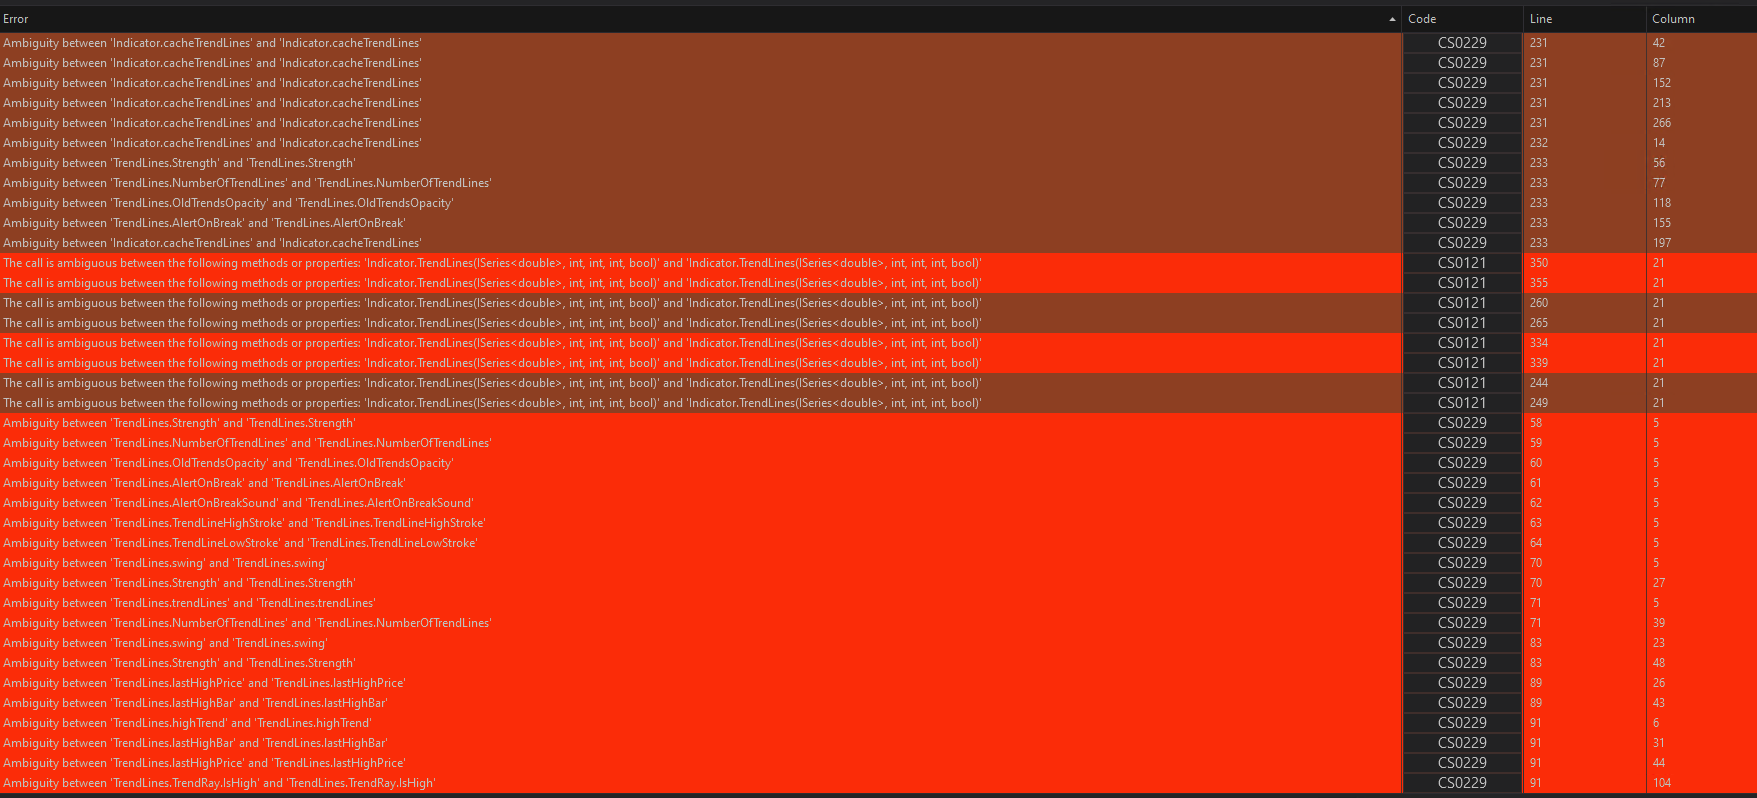 Error Code Line Column
Ambiguity between 'Indicator.cacheTrendLines' and 'Indicator.cacheTrendLines' CS0229 231 42
Ambiguity between 'Indicator.cacheTrendLines' and 'Indicator.cacheTrendLines' CS0229 231 87
Ambiguity between 'Indicator.cacheTrendLines' and 'Indicator.cacheTrendLines' CS0229 231 152
Ambiguity between 'Indicator.cacheTrendLines' and 'Indicator.cacheTrendLines' CS0229 231 213
Ambiguity between 'Indicator.cacheTrendLines' and 'Indicator.cacheTrendLines' CS0229 231 266
Ambiguity between 'Indicator.cacheTrendLines' and 'Indicator.cacheTrendLines' CS0229 232 14
Ambiguity between 'TrendLines.Strength' and 'TrendLines.Strength' CS0229 233 56
Ambiguity between 'TrendLines.NumberOfTrendLines' and 'TrendLines.NumberOfTrendLines' CS0229 233 77
Ambiguity between 'TrendLines.OldTrendsOpacity' and 'TrendLines.OldTrendsOpacity' CS0229 233 118
Ambiguity between 'TrendLines.AlertOnBreak' and 'TrendLines.AlertOnBreak' CS0229 233 155
Ambiguity between 'Indicator.cacheTrendLines' and 'Indicator.cacheTrendLines' CS0229 233 197
The call is ambiguous between the following methods or properties: 'Indicator.TrendLines(ISeries<double>, int, int, int, bool)' and 'Indicator.TrendLines(ISeries<double>, int, int, int, bool)' CS0121 350 21
The call is ambiguous between the following methods or properties: 'Indicator.TrendLines(ISeries<double>, int, int, int, bool)' and 'Indicator.TrendLines(ISeries<double>, int, int, int, bool)' CS0121 355 21
The call is ambiguous between the following methods or properties: 'Indicator.TrendLines(ISeries<double>, int, int, int, bool)' and 'Indicator.TrendLines(ISeries<double>, int, int, int, bool)' CS0121 260 21
The call is ambiguous between the following methods or properties: 'Indicator.TrendLines(ISeries<double>, int, int, int, bool)' and 'Indicator.TrendLines(ISeries<double>, int, int, int, bool)' CS0121 265 21
The call is ambiguous between the following methods or properties: 'Indicator.TrendLines(ISeries<double>, int, int, int, bool)' and 'Indicator.TrendLines(ISeries<double>, int, int, int, bool)' CS0121 334 21
The call is ambiguous between the following methods or properties: 'Indicator.TrendLines(ISeries<double>, int, int, int, bool)' and 'Indicator.TrendLines(ISeries<double>, int, int, int, bool)' CS0121 339 21
The call is ambiguous between the following methods or properties: 'Indicator.TrendLines(ISeries<double>, int, int, int, bool)' and 'Indicator.TrendLines(ISeries<double>, int, int, int, bool)' CS0121 244 21
The call is ambiguous between the following methods or properties: 'Indicator.TrendLines(ISeries<double>, int, int, int, bool)' and 'Indicator.TrendLines(ISeries<double>, int, int, int, bool)' CS0121 249 21
Ambiguity between 'TrendLines.Strength' and 'TrendLines.Strength' CS0229 58 5
Ambiguity between 'TrendLines.NumberOfTrendLines' and 'TrendLines.NumberOfTrendLines' CS0229 59 5
Ambiguity between 'TrendLines.OldTrendsOpacity' and 'TrendLines.OldTrendsOpacity' CS0229 60 5
Ambiguity between 'TrendLines.AlertOnBreak' and 'TrendLines.AlertOnBreak' CS0229 61 5
Ambiguity between 'TrendLines.AlertOnBreakSound' and 'TrendLines.AlertOnBreakSound' CS0229 62 5
Ambiguity between 'TrendLines.TrendLineHighStroke' and 'TrendLines.TrendLineHighStroke' CS0229 63 5
Ambiguity between 'TrendLines.TrendLineLowStroke' and 'TrendLines.TrendLineLowStroke' CS0229 64 5
Ambiguity between 'TrendLines.swing' and 'TrendLines.swing' CS0229 70 5
Ambiguity between 'TrendLines.Strength' and 'TrendLines.Strength' CS0229 70 27
Ambiguity between 'TrendLines.trendLines' and 'TrendLines.trendLines' CS0229 71 5
Ambiguity between 'TrendLines.NumberOfTrendLines' and 'TrendLines.NumberOfTrendLines' CS0229 71 39
Ambiguity between 'TrendLines.swing' and 'TrendLines.swing' CS0229 83 23
Ambiguity between 'TrendLines.Strength' and 'TrendLines.Strength' CS0229 83 48
Ambiguity between 'TrendLines.lastHighPrice' and 'TrendLines.lastHighPrice' CS0229 89 26
Ambiguity between 'TrendLines.lastHighBar' and 'TrendLines.lastHighBar' CS0229 89 43
Ambiguity between 'TrendLines.highTrend' and 'TrendLines.highTrend' CS0229 91 6
Ambiguity between 'TrendLines.lastHighBar' and 'TrendLines.lastHighBar' CS0229 91 31
Ambiguity between 'TrendLines.lastHighPrice' and 'TrendLines.lastHighPrice' CS0229 91 44
Ambiguity between 'TrendLines.TrendRay.IsHigh' and 'TrendLines.TrendRay.IsHigh' CS0229 91 104